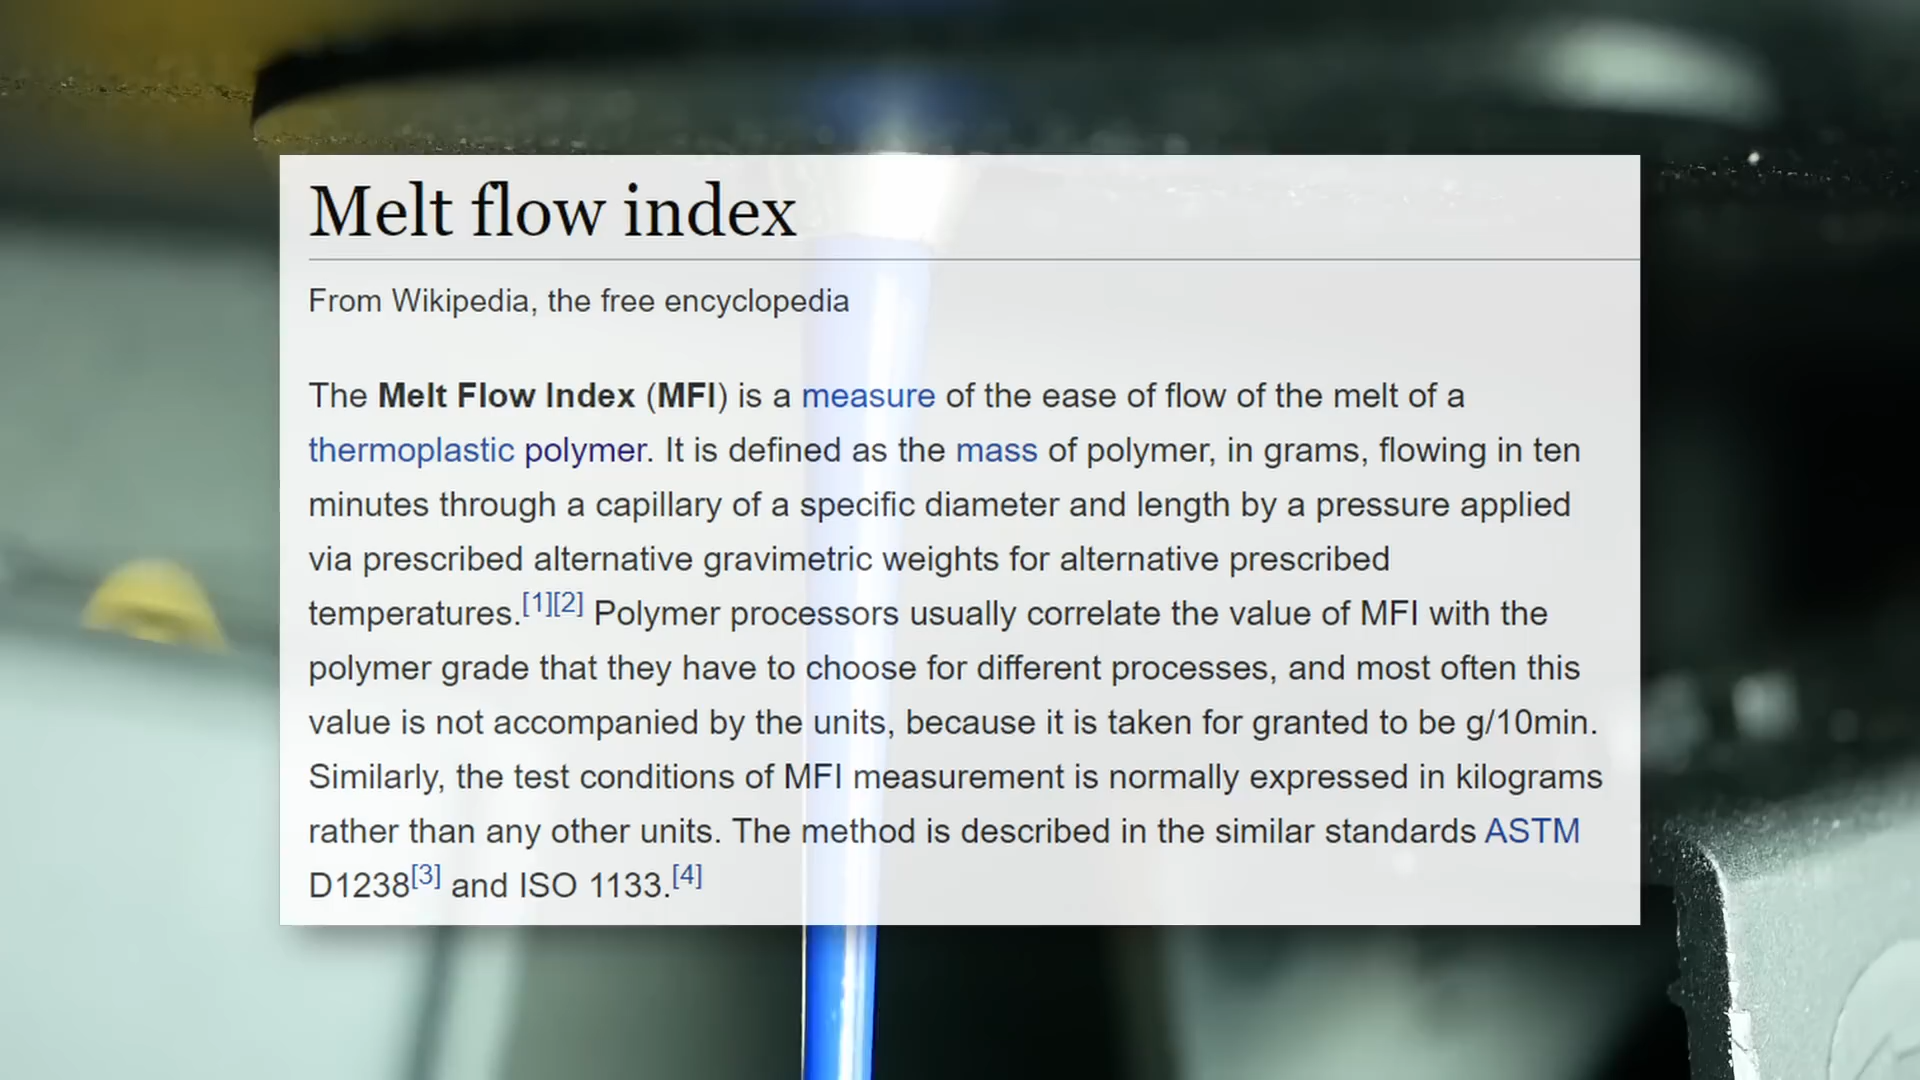 Melt flow index
From Wikipedia, the free encyclopedia
The Melt Flow Index (MFI) is a measure of the ease of flow of the melt of a
thermoplastic polymer. It is defined as the mass of polymer, in grams, flowing in ten
minutes through a capillary of a specific diameter and length by a pressure applied
via prescribed alternative gravimetric weights for alternative prescribed
temperatures.[1][2] Polymer processors usually correlate the value of MFI with the
polymer grade that they have to choose for different processes, and most often this
value is not accompanied by the units, because it is taken for granted to be g/10min.
Similarly, the test conditions of MFI measurement is normally expressed in kilograms
rather than any other units. The method is described in the similar standards ASTM
D1238[3] and ISO 1133.[4]